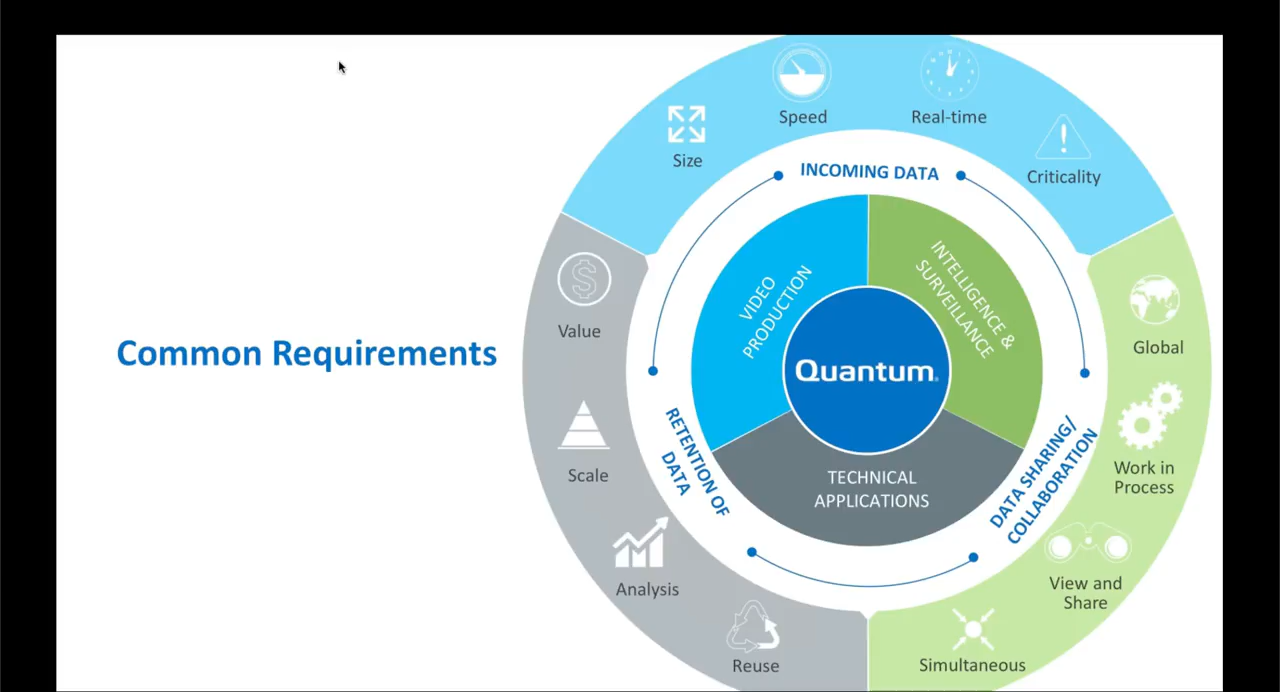 Common Requirements
Size
Speed
Real-time
Criticality
INCOMING DATA
VIDEO
PRODUCTION
INTELLIGENCE &
SURVEILLANCE
Quantum
TECHNICAL
APPLICATIONS
DATA SHARING/
COLLABORATION
RETENTION OF
DATA
Global
Work in
Process
View and
Share
Simultaneous
Value
$
Scale
Analysis
Reuse